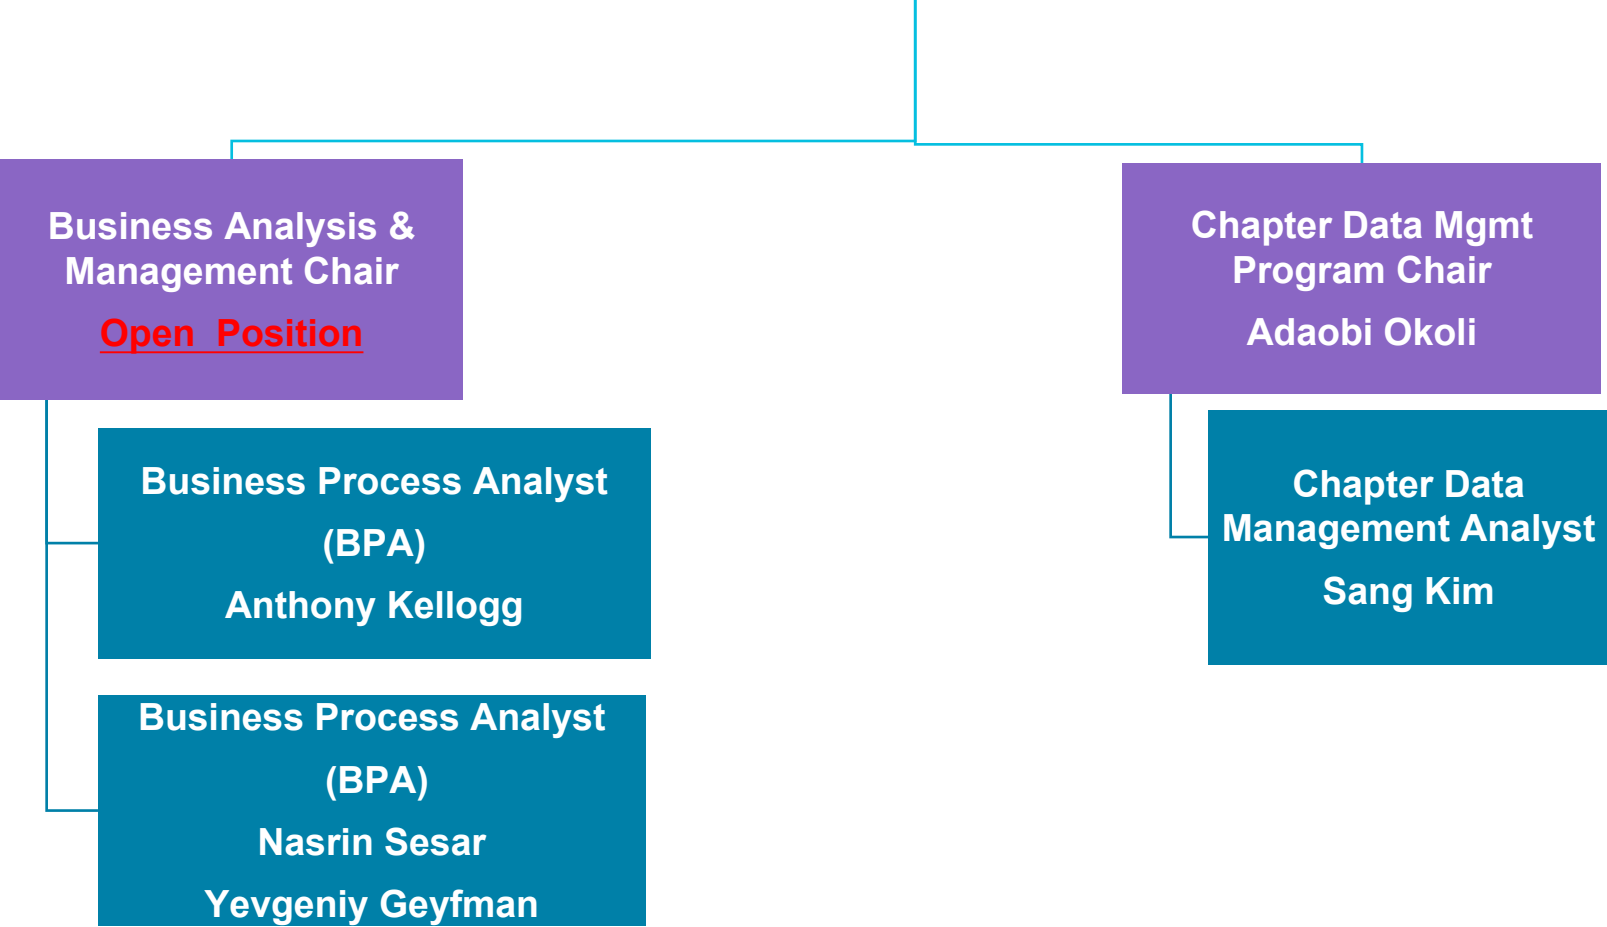 Business Analysis &
Management Chair
Open  Position
Chapter Data Mgmt
Program Chair
Adaobi Okoli
Business Process Analyst
(BPA)
Anthony Kellogg
Chapter Data
Management Analyst
Sang Kim
Business Process Analyst
(BPA)
Nasrin Sesar
Yevgeniy Geyfman